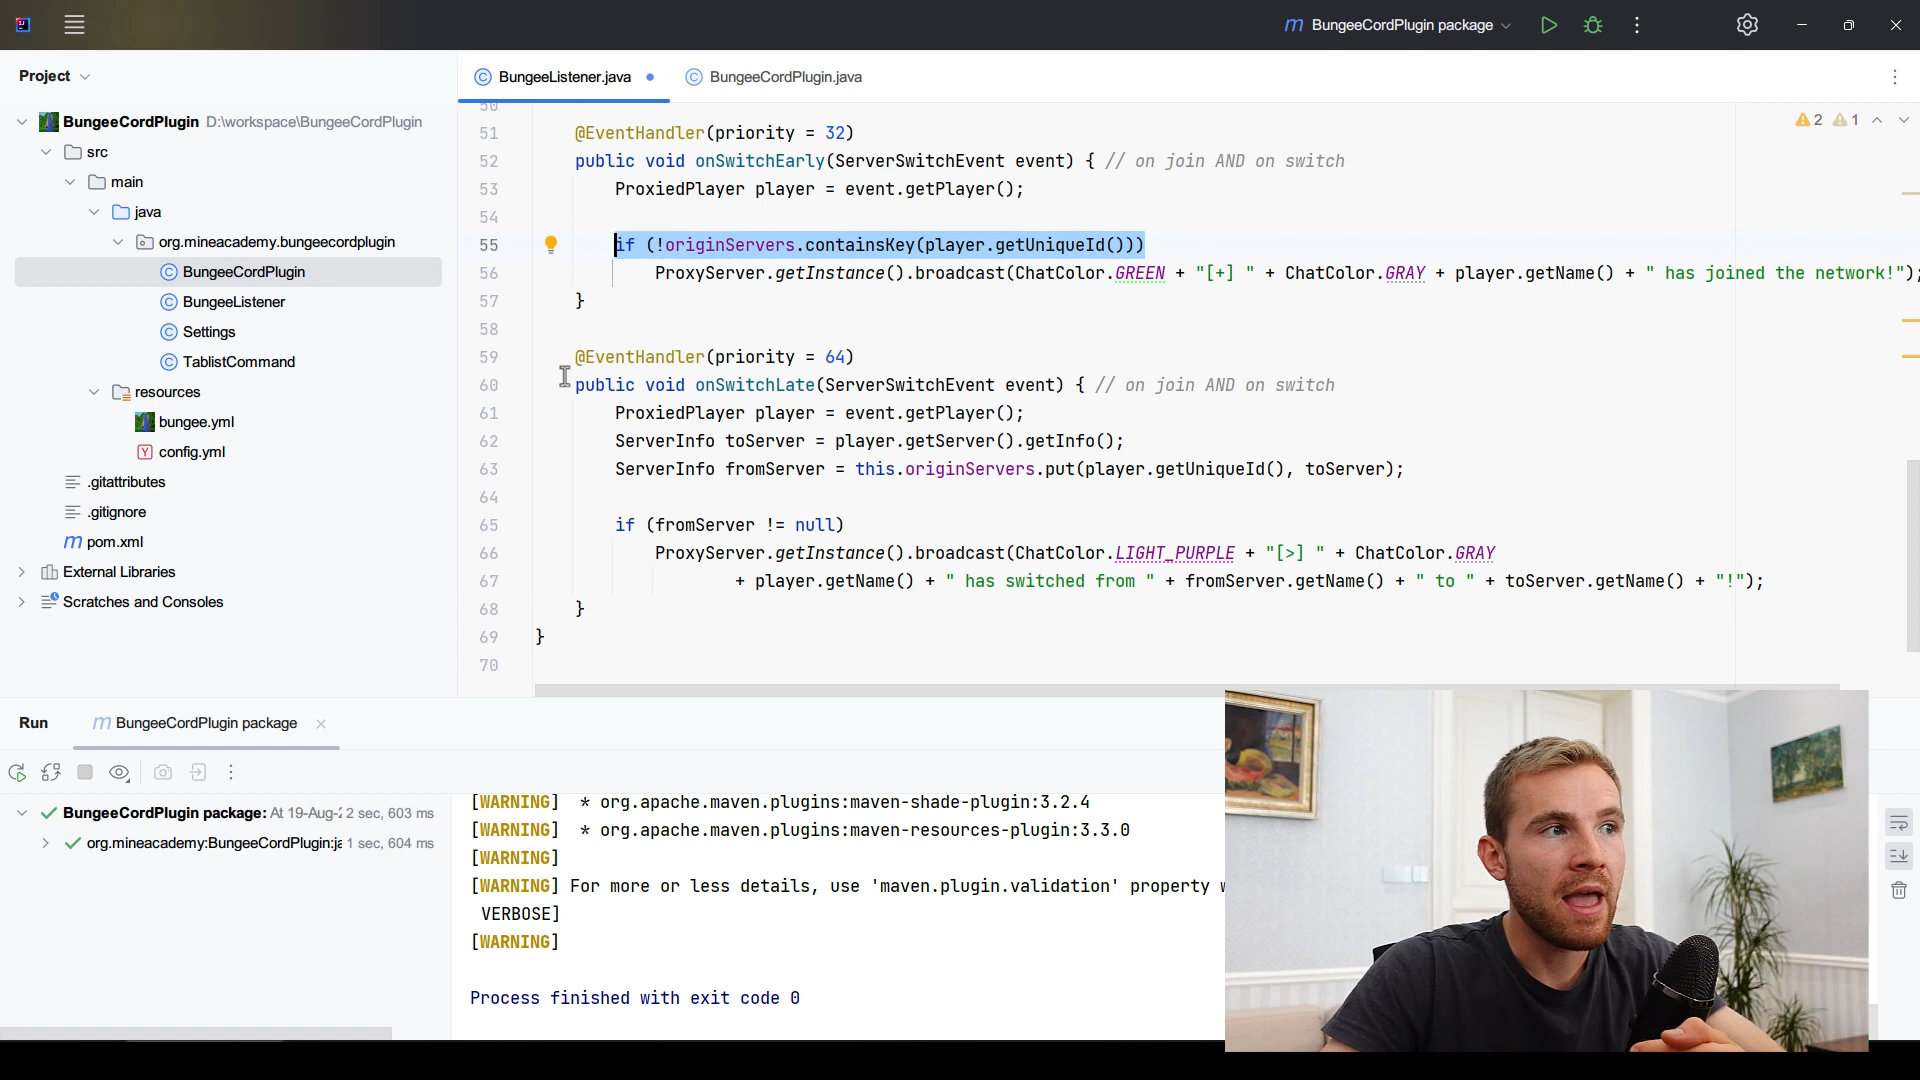 BungeeCordPlugin package
Project
BungeeListener.java
BungeeCordPlugin.java
BungeeCordPlugin D:\workspace\BungeeCordPlugin
src
main
java
org.mineacademy.bungeecordplugin
BungeeCordPlugin
BungeeListener
Settings
TablistCommand
resources
bungee.yml
config.yml
.gitattributes
.gitignore
pom.xml
External Libraries
Scratches and Consoles
2 1
50
51 @EventHandler(priority = 32)
52 public void onSwitchEarly(ServerSwitchEvent event) { // on join AND on switch
53 ProxiedPlayer player = event.getPlayer();
54
55 if (!originServers.containsKey(player.getUniqueId()))
56 ProxyServer.getInstance().broadcast(ChatColor.GREEN + "[+] " + ChatColor.GRAY + player.getName() + " has joined the network!");
57 }
58
59 @EventHandler(priority = 64)
60 public void onSwitchLate(ServerSwitchEvent event) { // on join AND on switch
61 ProxiedPlayer player = event.getPlayer();
62 ServerInfo toServer = player.getServer().getInfo();
63 ServerInfo fromServer = this.originServers.put(player.getUniqueId(), toServer);
64
65 if (fromServer != null)
66 ProxyServer.getInstance().broadcast(ChatColor.LIGHT_PURPLE + "[>] " + ChatColor.GRAY
67 + player.getName() + " has switched from " + fromServer.getName() + " to " + toServer.getName() + "!");
68 }
69 }
70
Run
BungeeCordPlugin package
BungeeCordPlugin package: At 19-Aug-2 2 sec, 603 ms
org.mineacademy:BungeeCordPlugin:ja 1 sec, 604 ms
[WARNING] * org.apache.maven.plugins:maven-shade-plugin:3.2.4
[WARNING] * org.apache.maven.plugins:maven-resources-plugin:3.3.0
[WARNING]
[WARNING] For more or less details, use 'maven.plugin.validation' property
VERBOSE]
[WARNING]
Process finished with exit code 0